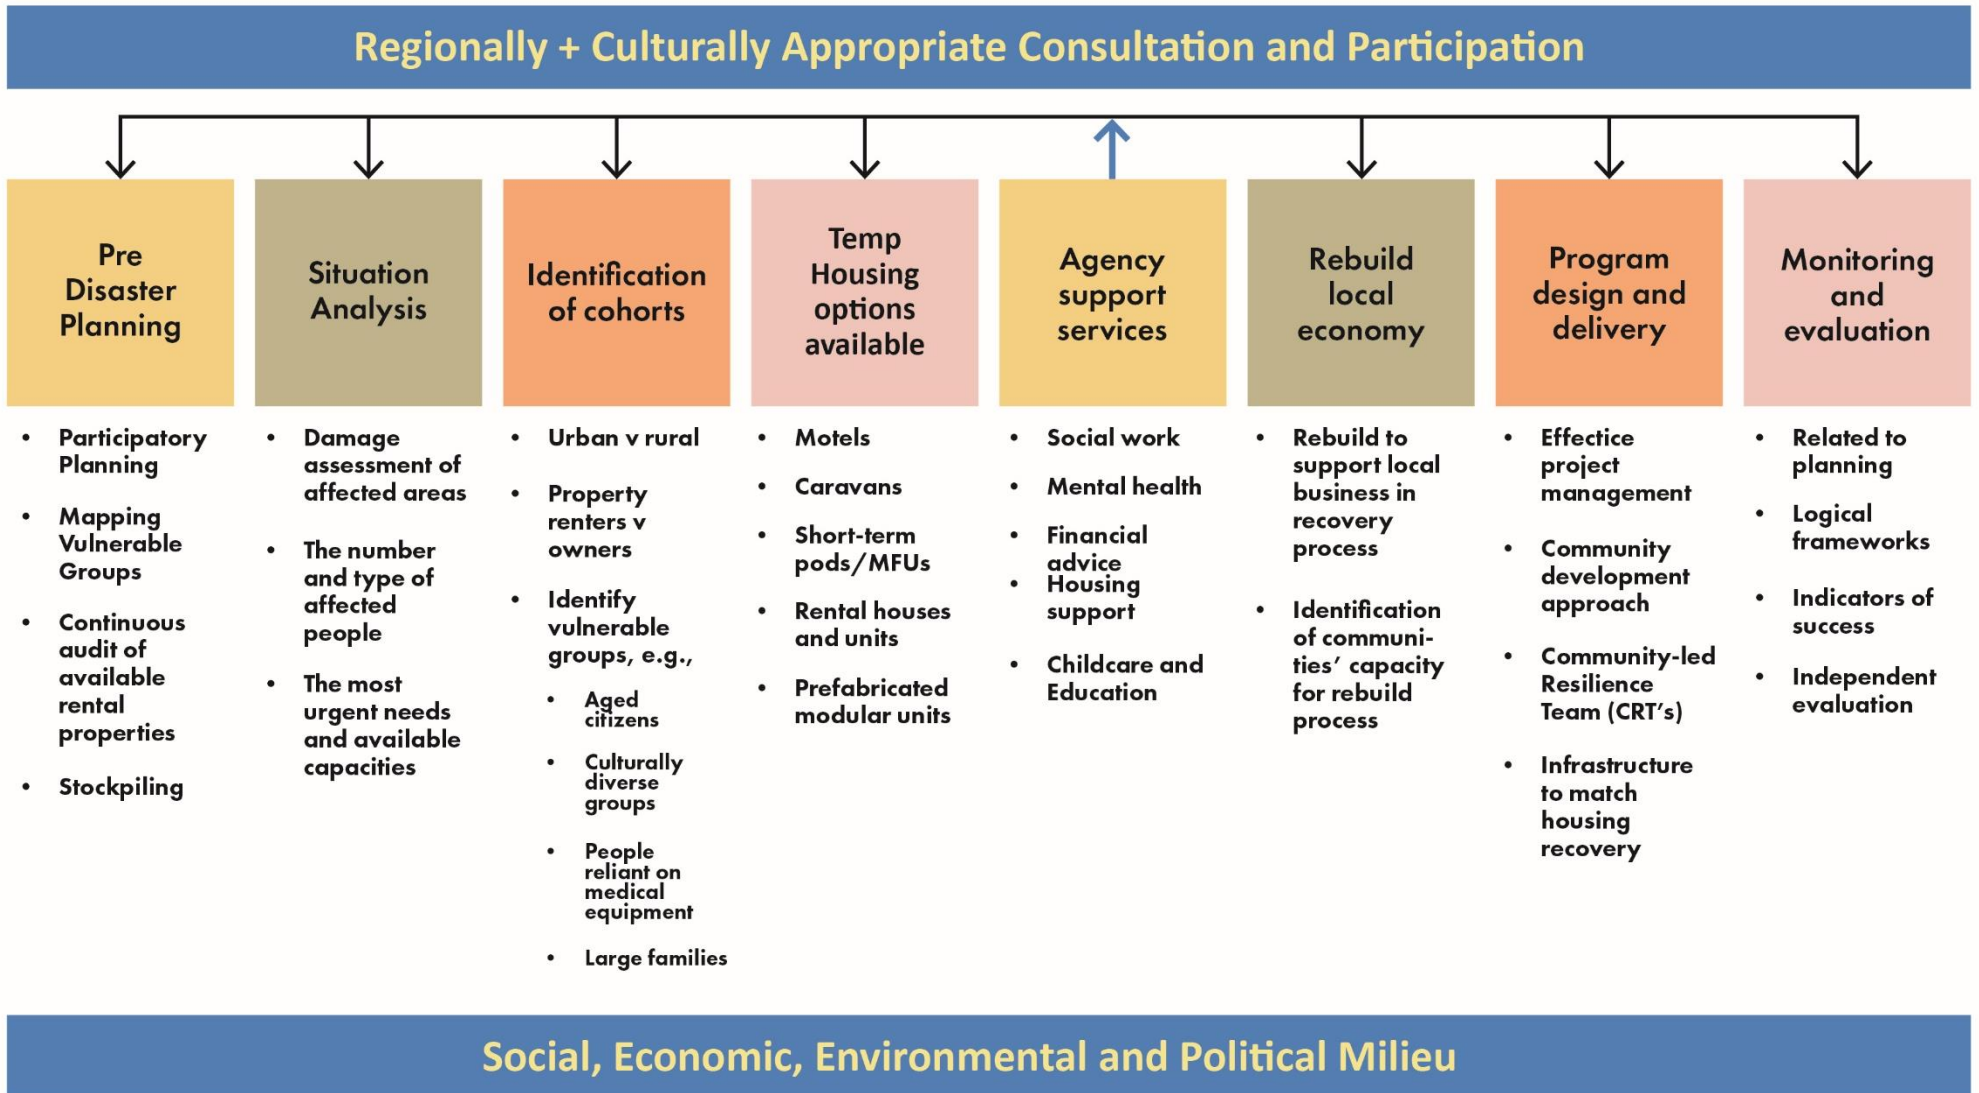 Regionally + Culturally Appropriate Consultation and Participation
Pre
Disaster
Planning
Situation
Analysis
Identification
of cohorts
Temp
Housing
options
available
Agency
support
services
Rebuild
local
economy
Program
design and
delivery
Monitoring
and
evaluation
• Participatory
Planning
• Mapping
Vulnerable
Groups
• Continuous
audit of
available
rental
properties
• Stockpiling
• Damage
assessment of
affected areas
• The number
and type of
affected
people
• The most
urgent needs
and available
capacities
• Urban v rural
• Property
renters v
owners
• Identify
vulnerable
groups, e.g.,
• Aged
citizens
• Culturally
diverse
groups
• People
reliant on
medical
equipment
• Large families
• Motels
• Caravans
• Short-term
pods/MFUs
• Rental houses
and units
• Prefabricated
modular units
• Social work
• Mental health
• Financial
advice
• Housing
support
• Childcare and
Education
• Rebuild to
support local
business in
recovery
process
• Identification
of communi-
ties' capacity
for rebuild
process
• Effectice
project
management
• Community
development
approach
• Community-led
Resilience
Team (CRT's)
• Infrastructure
to match
housing
recovery
• Related to
planning
• Logical
frameworks
• Indicators of
success
• Independent
evaluation
Social, Economic, Environmental and Political Milieu